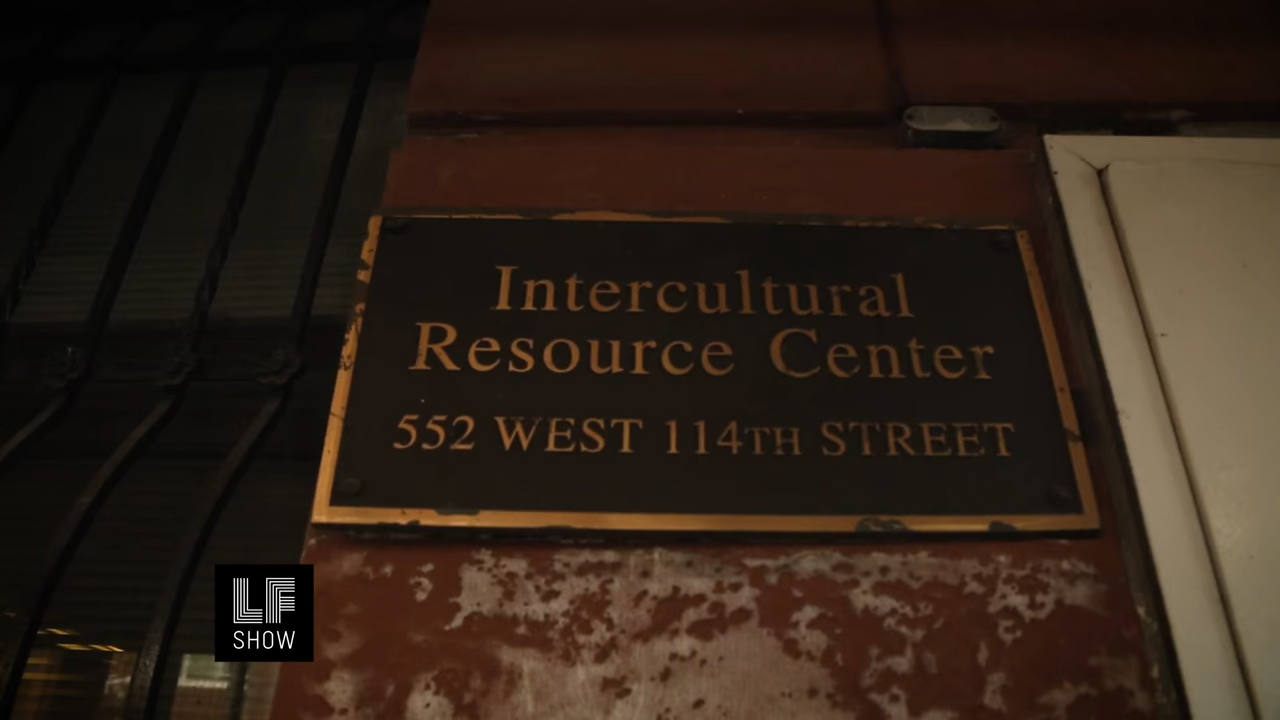 Intercultural
Resource Center
552 WEST 114TH STREET
LF
SHOW